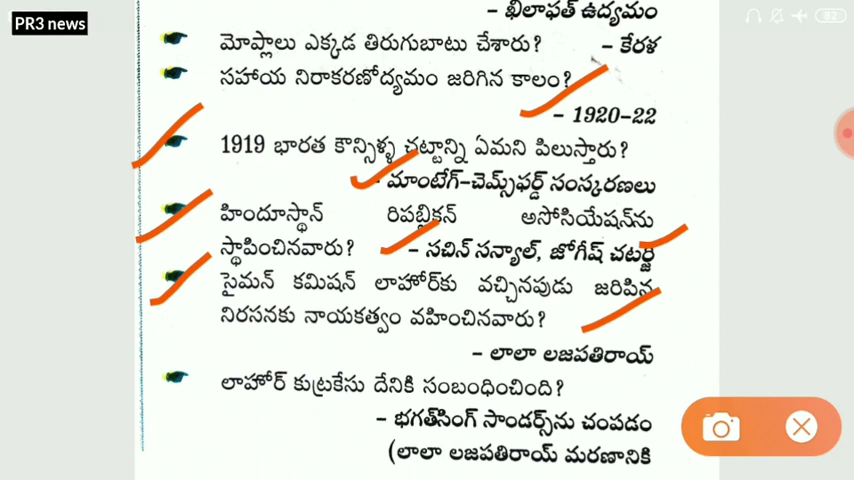 PR3 news
82
– ఖిలాఫత్ ఉద్యమం
మోప్లాలు ఎక్కడ తిరుగుబాటు చేశారు? – కేరళ
సహాయ నిరాకరణోద్యమం జరిగిన కాలం?
– 1920-22
1919 భారత కౌన్సిళ్ళ చట్టాన్ని ఏమని పిలుస్తారు?
– మాంటేగ్-చెమ్స్‌ఫర్డ్ సంస్కరణలు
హిందూస్థాన్ రిపబ్లికన్ అసోసియేషన్‌ను
స్థాపించినవారు? – సచిన్ సన్యాల్, జోగీష్ చటర్జీ
సైమన్ కమిషన్ లాహోర్‌కు వచ్చినపుడు జరిపిన
నిరసనకు నాయకత్వం వహించినవారు?
– లాలా లజపతిరాయ్
లాహోర్ కుట్రకేసు దేనికి సంబంధించింది?
– భగత్‌సింగ్ సాండర్స్‌ను చంపడం
(లాలా లజపతిరాయ్ మరణానికి